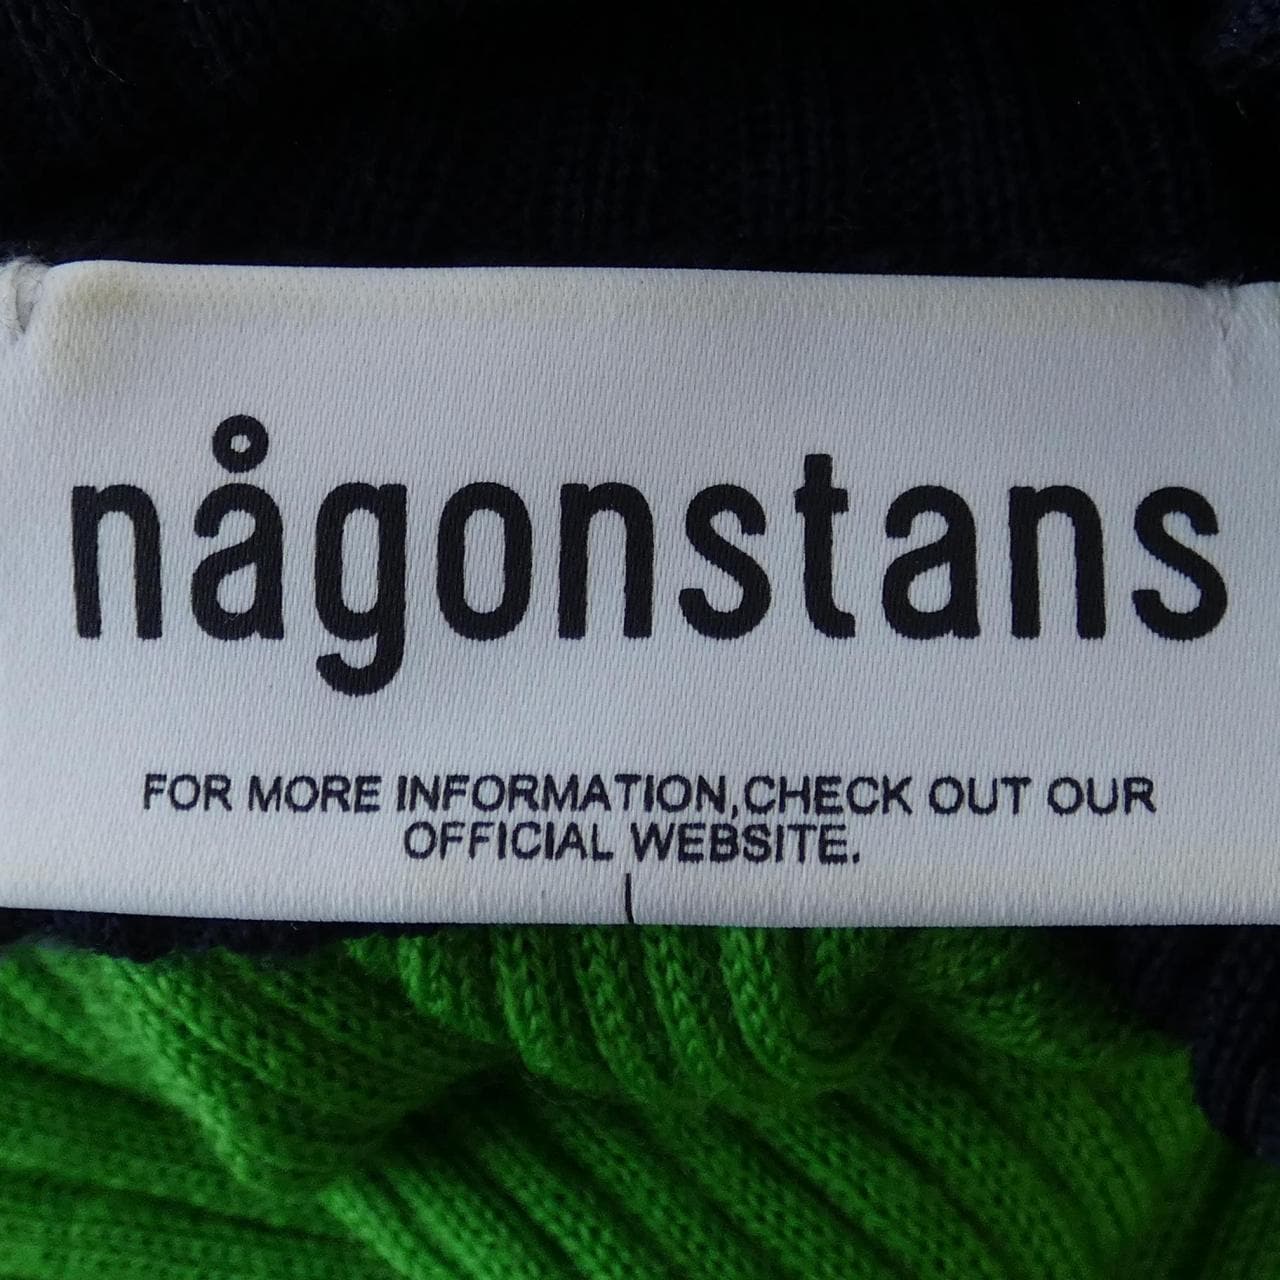 någonstans
FOR MORE INFORMATION,CHECK OUT OUR
OFFICIAL WEBSITE.